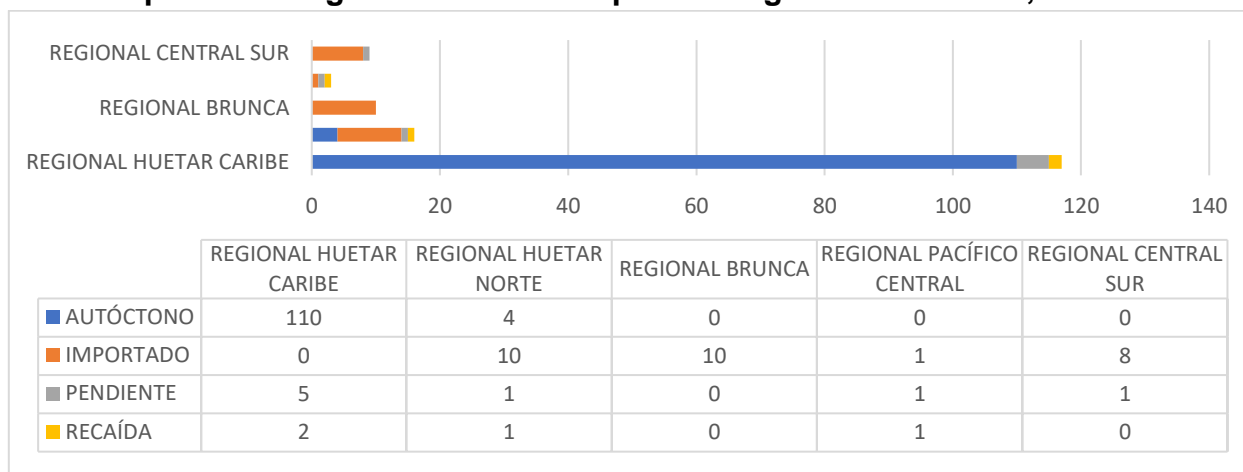 REGIONAL CENTRAL SUR
REGIONAL BRUNCA
REGIONAL HUETAR CARIBE
0 20 40 60 80 100 120 140
REGIONAL HUETAR CARIBE REGIONAL HUETAR NORTE REGIONAL BRUNCA REGIONAL PACÍFICO CENTRAL REGIONAL CENTRAL SUR
AUTÓCTONO 110 4 0 0 0
IMPORTADO 0 10 10 1 8
PENDIENTE 5 1 0 1 1
RECAÍDA 2 1 0 1 0